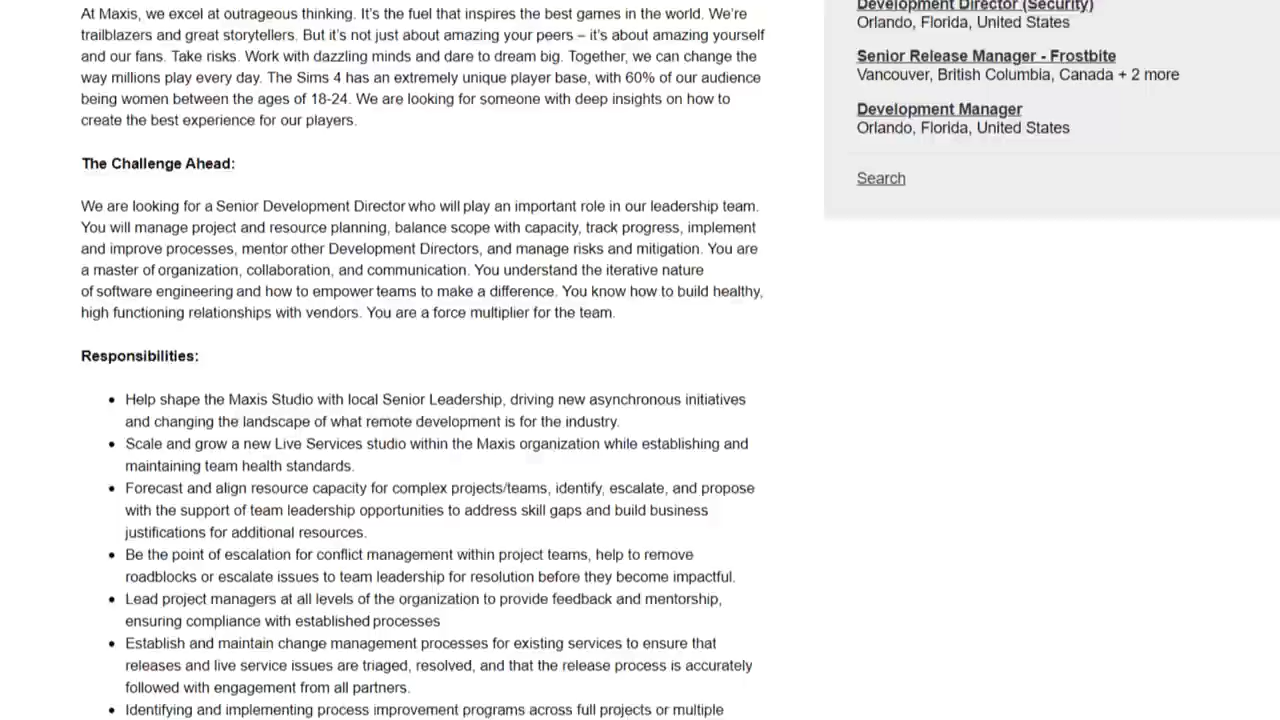 At Maxis, we excel at outrageous thinking. It's the fuel that inspires the best games in the world. We're
trailblazers and great storytellers. But it's not just about amazing your peers – it's about amazing yourself
and our fans. Take risks. Work with dazzling minds and dare to dream big. Together, we can change the
way millions play every day. The Sims 4 has an extremely unique player base, with 60% of our audience
being women between the ages of 18-24. We are looking for someone with deep insights on how to
create the best experience for our players.
The Challenge Ahead:
We are looking for a Senior Development Director who will play an important role in our leadership team.
You will manage project and resource planning, balance scope with capacity, track progress, implement
and improve processes, mentor other Development Directors, and manage risks and mitigation. You are
a master of organization, collaboration, and communication. You understand the iterative nature
of software engineering and how to empower teams to make a difference. You know how to build healthy,
high functioning relationships with vendors. You are a force multiplier for the team.
Responsibilities:
• Help shape the Maxis Studio with local Senior Leadership, driving new asynchronous initiatives
and changing the landscape of what remote development is for the industry.
• Scale and grow a new Live Services studio within the Maxis organization while establishing and
maintaining team health standards.
• Forecast and align resource capacity for complex projects/teams, identify, escalate, and propose
with the support of team leadership opportunities to address skill gaps and build business
justifications for additional resources.
• Be the point of escalation for conflict management within project teams, help to remove
roadblocks or escalate issues to team leadership for resolution before they become impactful.
• Lead project managers at all levels of the organization to provide feedback and mentorship,
ensuring compliance with established processes
• Establish and maintain change management processes for existing services to ensure that
releases and live service issues are triaged, resolved, and that the release process is accurately
followed with engagement from all partners.
• Identifying and implementing process improvement programs across full projects or multiple
Development Director (Security)
Orlando, Florida, United States
Senior Release Manager - Frostbite
Vancouver, British Columbia, Canada + 2 more
Development Manager
Orlando, Florida, United States
Search